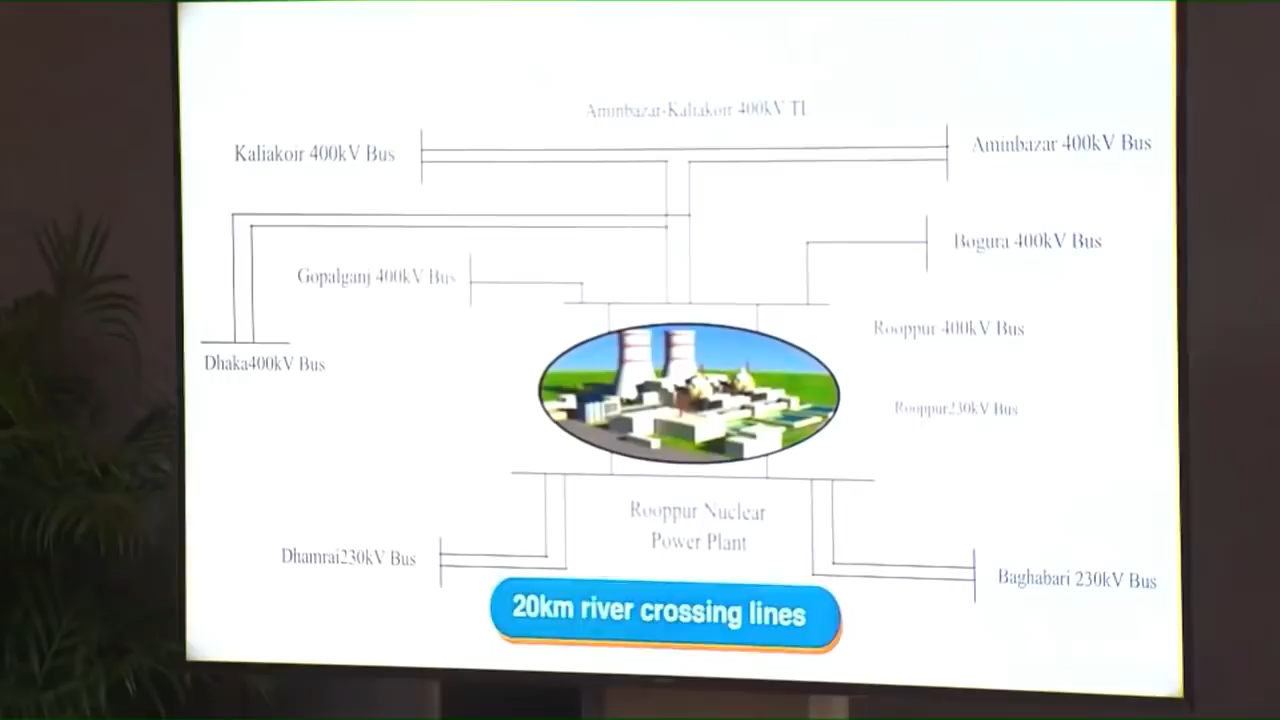 Aminbazar-Kaliakoir 400kV TL
Kaliakoir 400kV Bus
Aminbazar 400kV Bus
Bogura 400kV Bus
Gopalganj 400kV Bus
Rooppur 400kV Bus
Dhaka400kV Bus
Rooppur230kV Bus
Rooppur Nuclear
Power Plant
Dhamrai230kV Bus
Baghabari 230kV Bus
20km river crossing lines